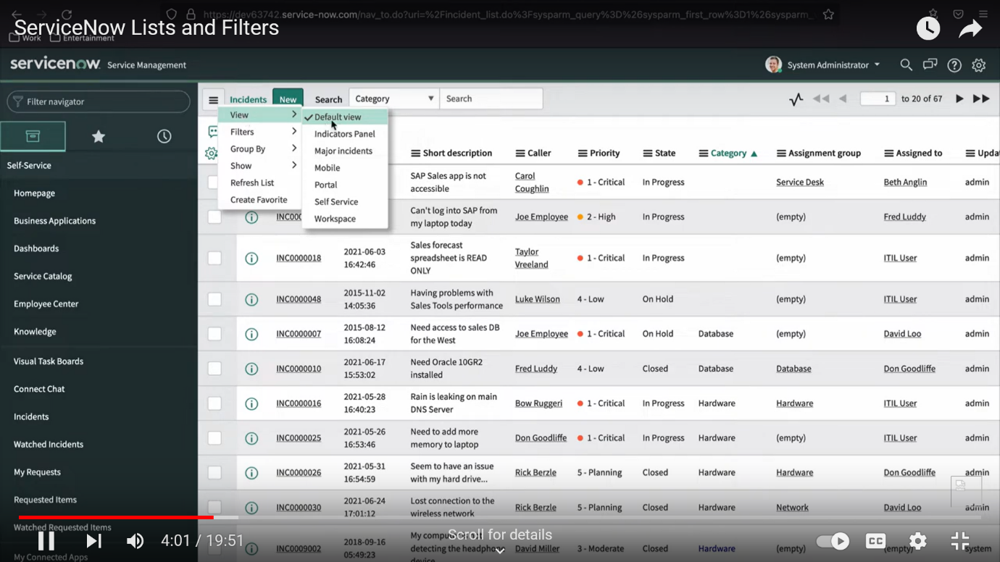 https://dev63742.service-now.com/nav_to.do?uri=%2Fincident_list.do%3Fsysparm_query%3D%26sysparm_first_row%3D1%26sysparm_
ServiceNow Lists and Filters
Work Entertainment
servicenow. Service Management
System Administrator
Filter navigator
Incidents New Search Category Search
1 to 20 of 67
View
Filters
Group By
Show
Refresh List
Create Favorite
Default view
Indicators Panel
Major incidents
Mobile
Portal
Self Service
Workspace
Self-Service
Homepage
Business Applications
Dashboards
Service Catalog
Employee Center
Knowledge
Visual Task Boards
Connect Chat
Incidents
Watched Incidents
My Requests
Requested Items
Watched Requested Items
My Connected Apps
Short description Caller Priority State Category Assignment group Assigned to Updat
SAP Sales app is not
accessible
Carol
Coughlin
1 - Critical In Progress Service Desk Beth Anglin admin
INC00
Can't log into SAP from
my laptop today
Joe Employee 2 - High In Progress (empty) Fred Luddy admin
INC0000018
2021-06-03
16:42:46
Sales forecast
spreadsheet is READ
ONLY
Taylor
Vreeland
1 - Critical In Progress (empty) ITIL User admin
INC0000048
2015-11-02
14:05:36
Having problems with
Sales Tools performance
Luke Wilson 4 - Low On Hold (empty) ITIL User admin
INC0000007
2015-08-12
16:08:24
Need access to sales DB
for the West
Joe Employee 1 - Critical On Hold Database (empty) David Loo admin
INC0000010
2021-06-17
15:53:02
Need Oracle 10GR2
installed
Fred Luddy 4 - Low Closed Database Database Don Goodliffe admin
INC0000016
2021-05-28
16:40:23
Rain is leaking on main
DNS Server
Bow Ruggeri 1 - Critical In Progress Hardware Hardware ITIL User admin
INC0000025
2021-05-26
16:53:46
Need to add more
memory to laptop
Don Goodliffe 1 - Critical In Progress Hardware (empty) ITIL User admin
INC0000026
2021-05-31
16:54:59
Seem to have an issue
with my hard drive...
Rick Berzle 5 - Planning Closed Hardware Hardware Don Goodliffe admin
INC0000030
2021-06-24
17:01:12
Lost connection to the
wireless network
Rick Berzle 5 - Planning Closed Hardware Network David Loo admin
INC0009002
2018-09-16
05:49:23
detecting the headphone
device
David Miller 3 - Moderate Closed Hardware (empty) (empty) system
4:01 / 19:51
Scroll for details
CC